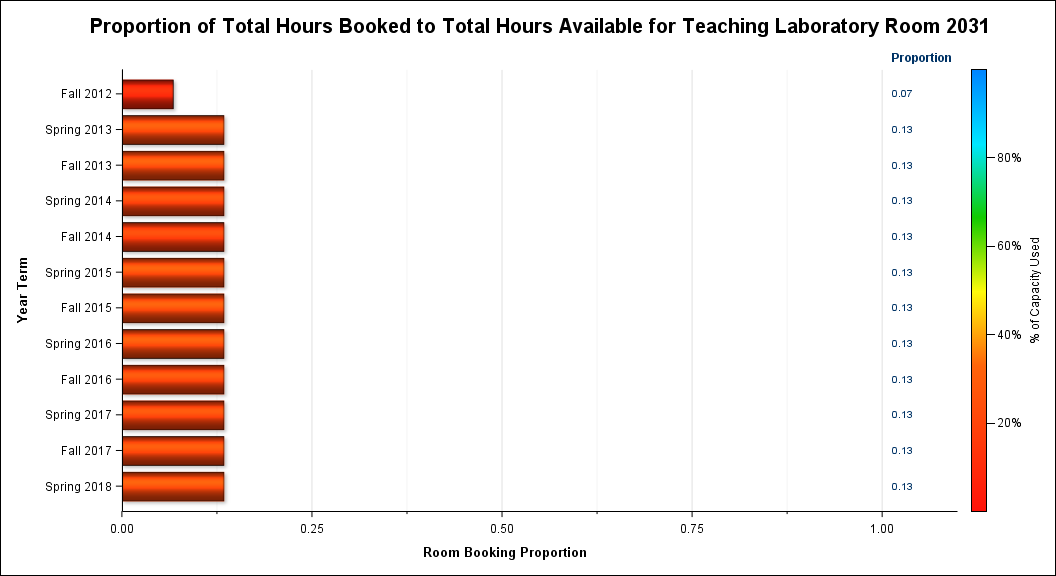 Proportion of Total Hours Booked to Total Hours Available for Teaching Laboratory Room 2031
Proportion
Fall 2012 0.07
Spring 2013 0.13
Fall 2013 0.13
Spring 2014 0.13
Fall 2014 0.13
Spring 2015 0.13
Fall 2015 0.13
Spring 2016 0.13
Fall 2016 0.13
Spring 2017 0.13
Fall 2017 0.13
Spring 2018 0.13
Year Term
0.00 0.25 0.50 0.75 1.00
Room Booking Proportion
80%
60%
40%
20%
% of Capacity Used